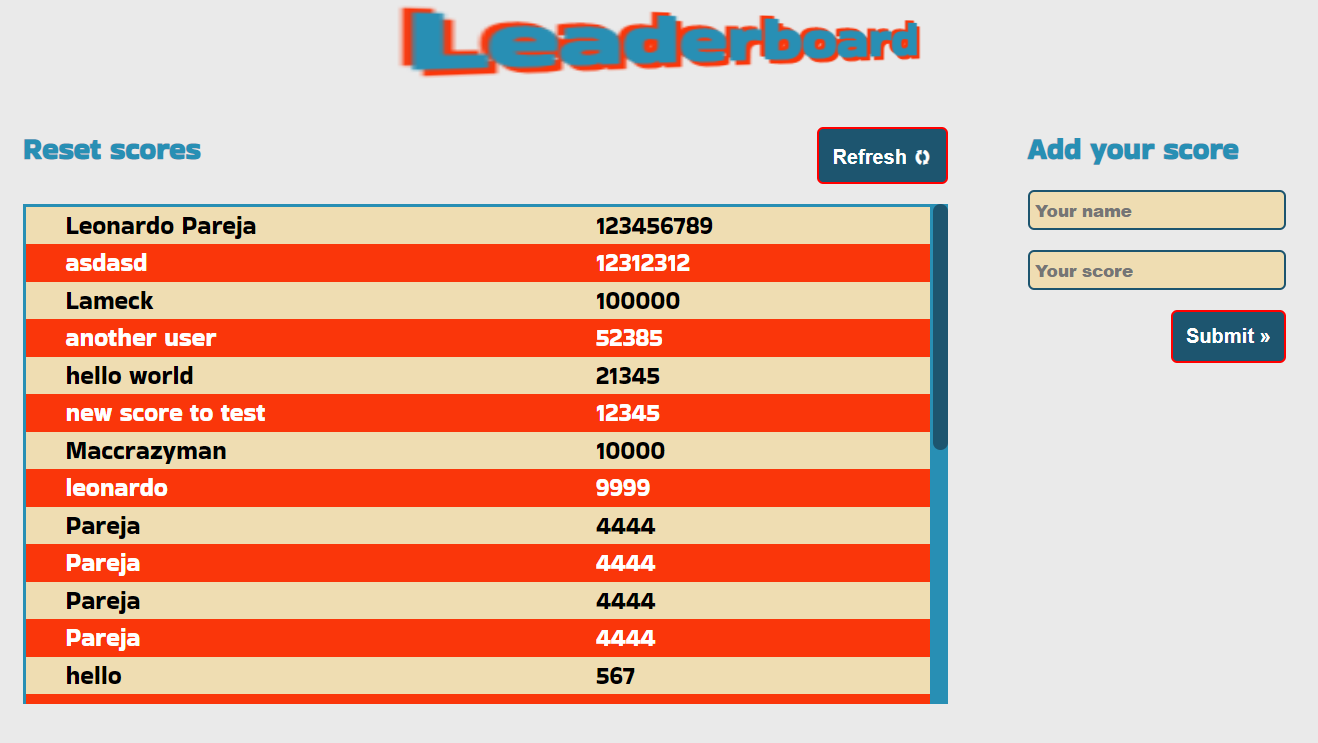 Leaderboard
Reset scores
Refresh
Leonardo Pareja 123456789
asdasd 12312312
Lameck 100000
another user 52385
hello world 21345
new score to test 12345
Maccrazyman 10000
leonardo 9999
Pareja 4444
Pareja 4444
Pareja 4444
Pareja 4444
hello 567
Add your score
Your name
Your score
Submit »